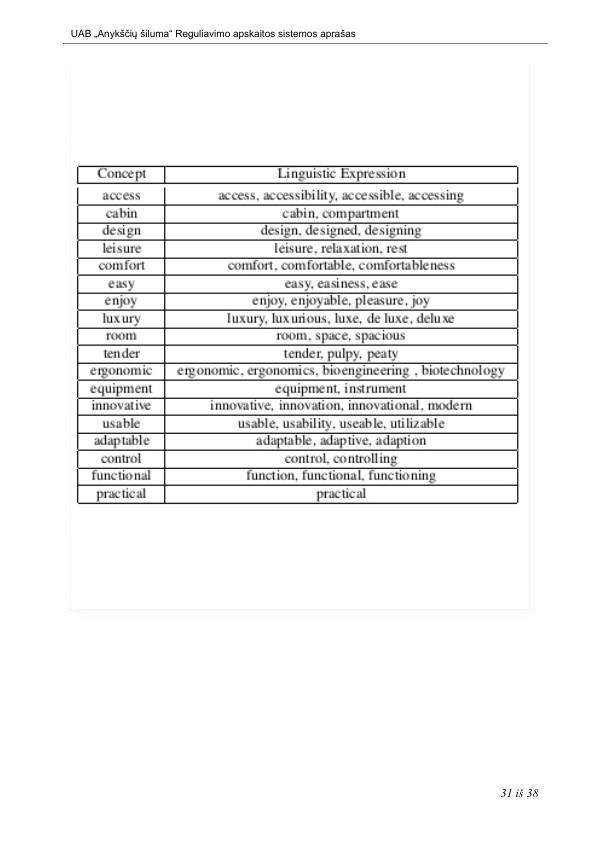 UAB „Anykščių šiluma“ Reguliavimo apskaitos sistemos aprašas
Concept Linguistic Expression
access access, accessibility, accessible, accessing
cabin cabin, compartment
design design, designed, designing
leisure leisure, relaxation, rest
comfort comfort, comfortable, comfortableness
easy easy, easiness, ease
enjoy enjoy, enjoyable, pleasure, joy
luxury luxury, luxurious, luxe, de luxe, deluxe
room room, space, spacious
tender tender, pulpy, peaty
ergonomic ergonomic, ergonomics, bioengineering , biotechnology
equipment equipment, instrument
innovative innovative, innovation, innovational, modern
usable usable, usability, useable, utilizable
adaptable adaptable, adaptive, adaption
control control, controlling
functional function, functional, functioning
practical practical
31 iš 38